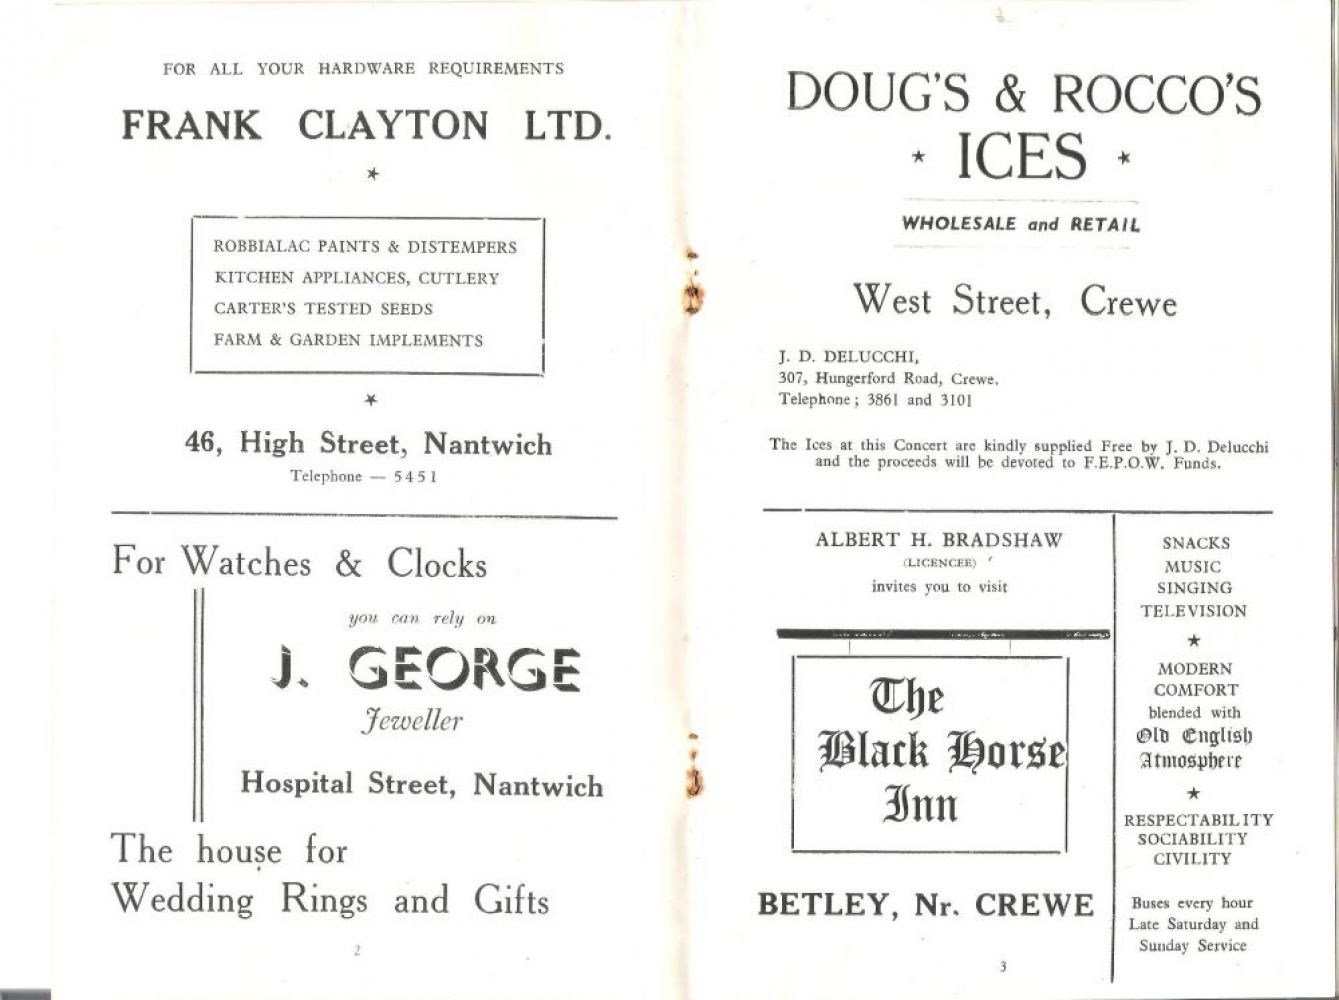 FOR ALL YOUR HARDWARE REQUIREMENTS
FRANK CLAYTON LTD.
ROBBIALAC PAINTS & DISTEMPERS
KITCHEN APPLIANCES, CUTLERY
CARTER'S TESTED SEEDS
FARM & GARDEN IMPLEMENTS
46, High Street, Nantwich
Telephone — 5451
For Watches & Clocks
you can rely on
J. GEORGE
Jeweller
Hospital Street, Nantwich
The house for
Wedding Rings and Gifts
2
DOUG'S & ROCCO'S
★ ICES ★
WHOLESALE and RETAIL
West Street, Crewe
J. D. DELUCCHI,
307, Hungerford Road, Crewe.
Telephone; 3861 and 3101
The Ices at this Concert are kindly supplied Free by J. D. Delucchi
and the proceeds will be devoted to F.E.P.O.W. Funds.
ALBERT H. BRADSHAW
(LICENCEE)
invites you to visit
The
Black Horse
Inn
BETLEY, Nr. CREWE
SNACKS
MUSIC
SINGING
TELEVISION
MODERN
COMFORT
blended with
Old English
Atmosphere
RESPECTABILITY
SOCIABILITY
CIVILITY
Buses every hour
Late Saturday and
Sunday Service
3